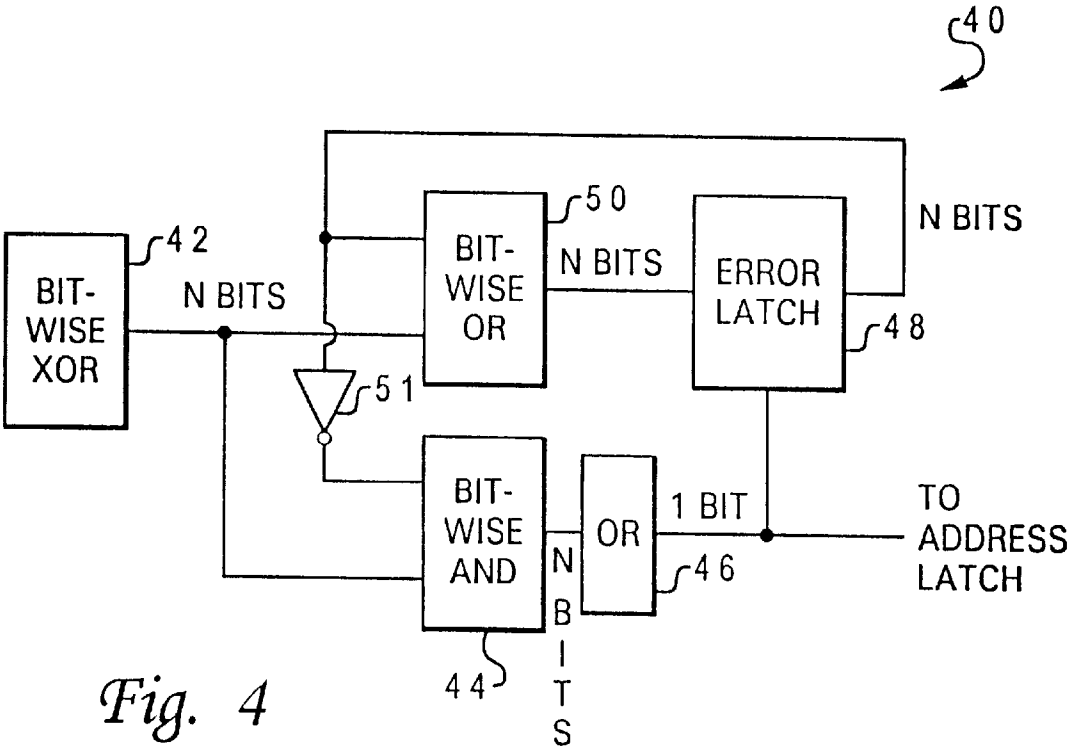 40
50
42
BIT-
WISE
OR
N BITS
ERROR
LATCH
N BITS
48
BIT-
WISE
XOR
N BITS
51
BIT-
WISE
AND
N
B
I
T
S
OR
1 BIT
46
TO
ADDRESS
LATCH
44
Fig. 4